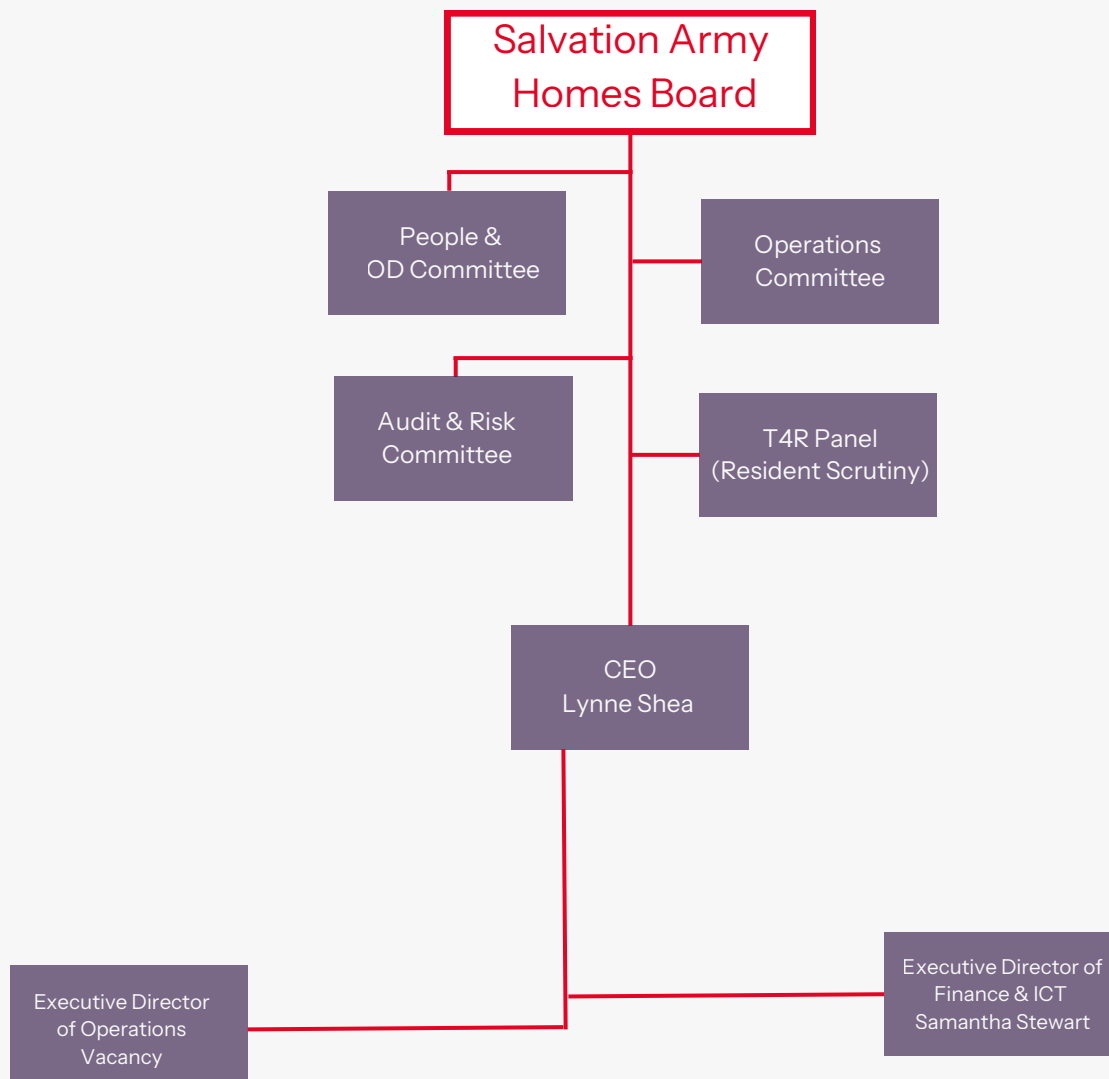 Salvation Army
Homes Board
People &
OD Committee
Operations
Committee
Audit & Risk
Committee
T4R Panel
(Resident Scrutiny)
CEO
Lynne Shea
Executive Director
of Operations
Vacancy
Executive Director of
Finance & ICT
Samantha Stewart